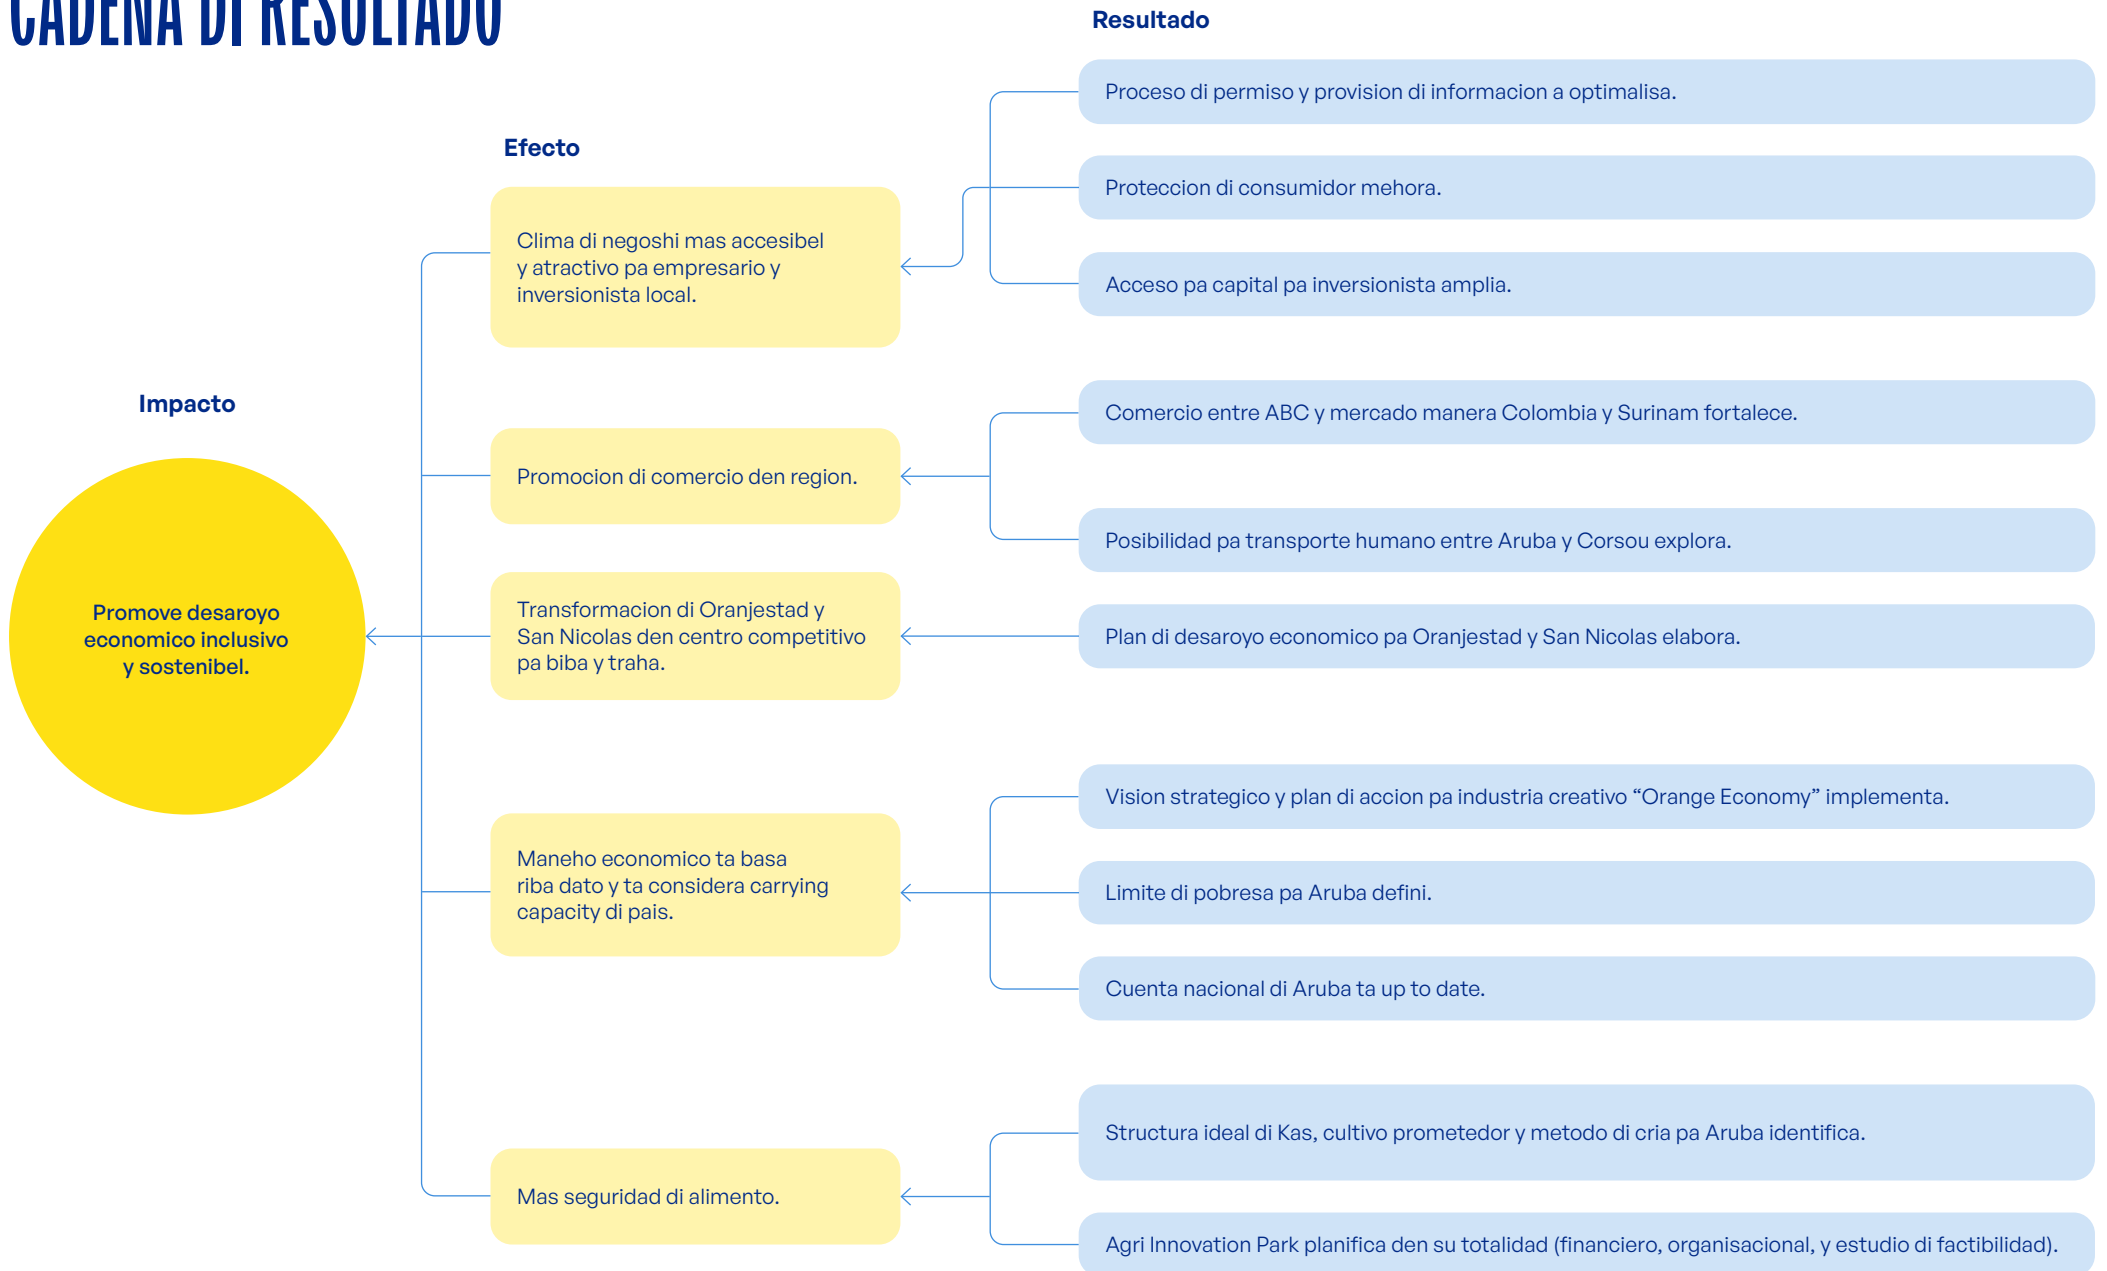 CADENA DI RESULTADO
Resultado
Efecto
Impacto
Promove desaroyo
economico inclusivo
y sostenibel.
Clima di negoshi mas accesibel
y atractivo pa empresario y
inversionista local.
Proceso di permiso y provision di informacion a optimalisa.
Proteccion di consumidor mehora.
Acceso pa capital pa inversionista amplia.
Promocion di comercio den region.
Comercio entre ABC y mercado manera Colombia y Surinam fortalece.
Posibilidad pa transporte humano entre Aruba y Corsou explora.
Transformacion di Oranjestad y
San Nicolas den centro competitivo
pa biba y traha.
Plan di desaroyo economico pa Oranjestad y San Nicolas elabora.
Maneho economico ta basa
riba dato y ta considera carrying
capacity di pais.
Vision strategico y plan di accion pa industria creativo “Orange Economy” implementa.
Limite di pobresa pa Aruba defini.
Cuenta nacional di Aruba ta up to date.
Mas seguridad di alimento.
Structura ideal di Kas, cultivo prometedor y metodo di cria pa Aruba identifica.
Agri Innovation Park planifica den su totalidad (financiero, organisacional, y estudio di factibilidad).